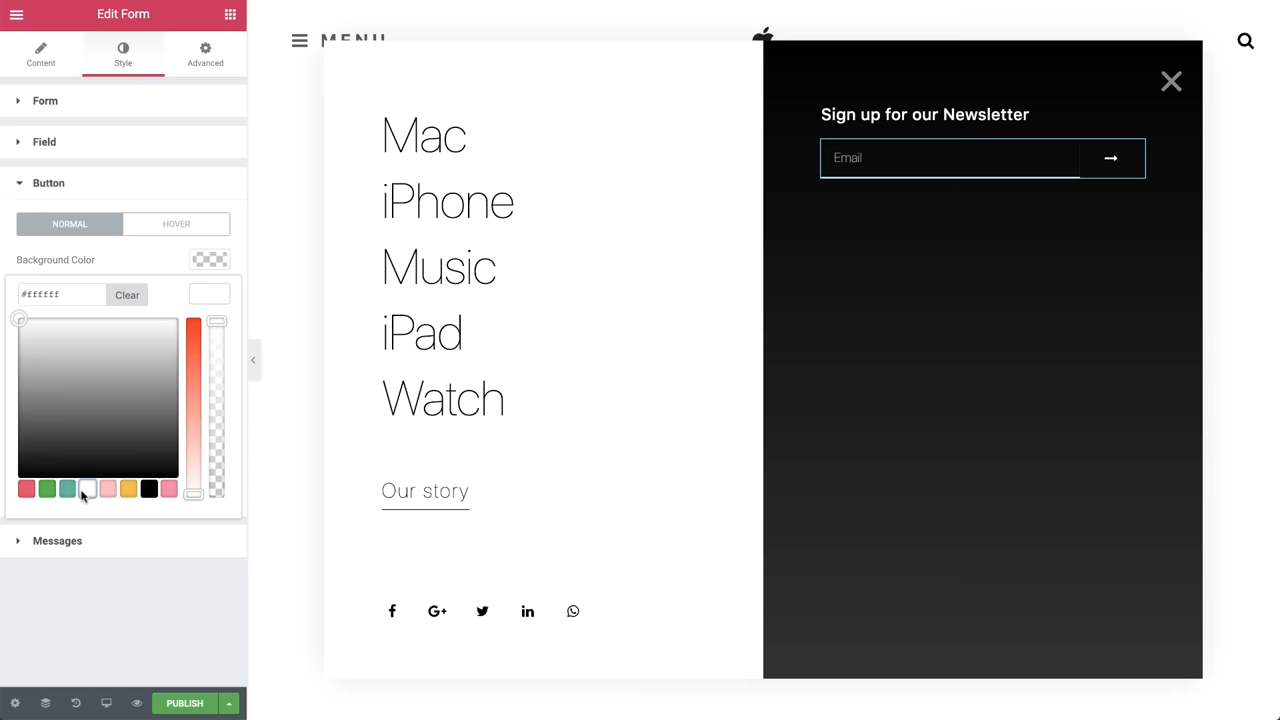 Edit Form
Content
Style
Advanced
Form
Field
Button
NORMAL
HOVER
Background Color
#ffffff
Clear
Messages
PUBLISH
MENU
Mac
iPhone
Music
iPad
Watch
Our story
Sign up for our Newsletter
Email